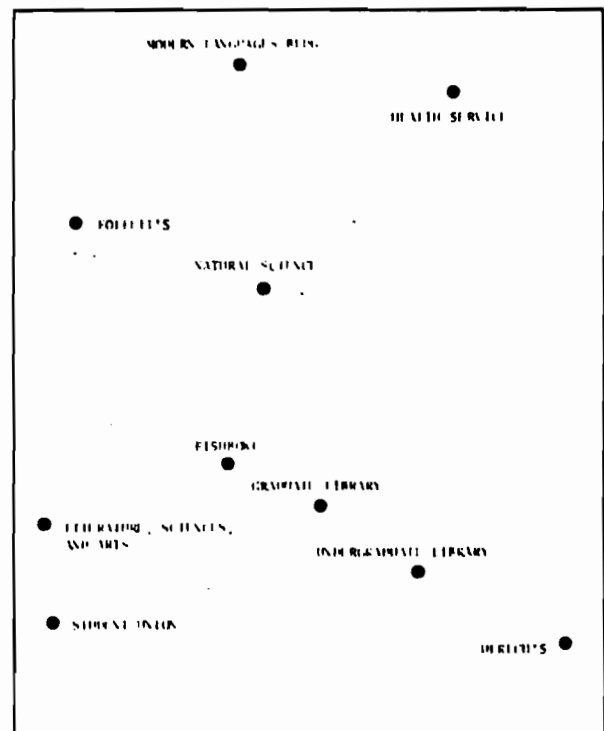 MODERN LANGUAGES BLDG.
HEALTH SERVICE
FOLLETT'S
NATURAL SCIENCE
FISHBOWL
GRADUATE LIBRARY
LITERATURE, SCIENCES,
AND ARTS
UNDERGRADUATE LIBRARY
STUDENT UNION